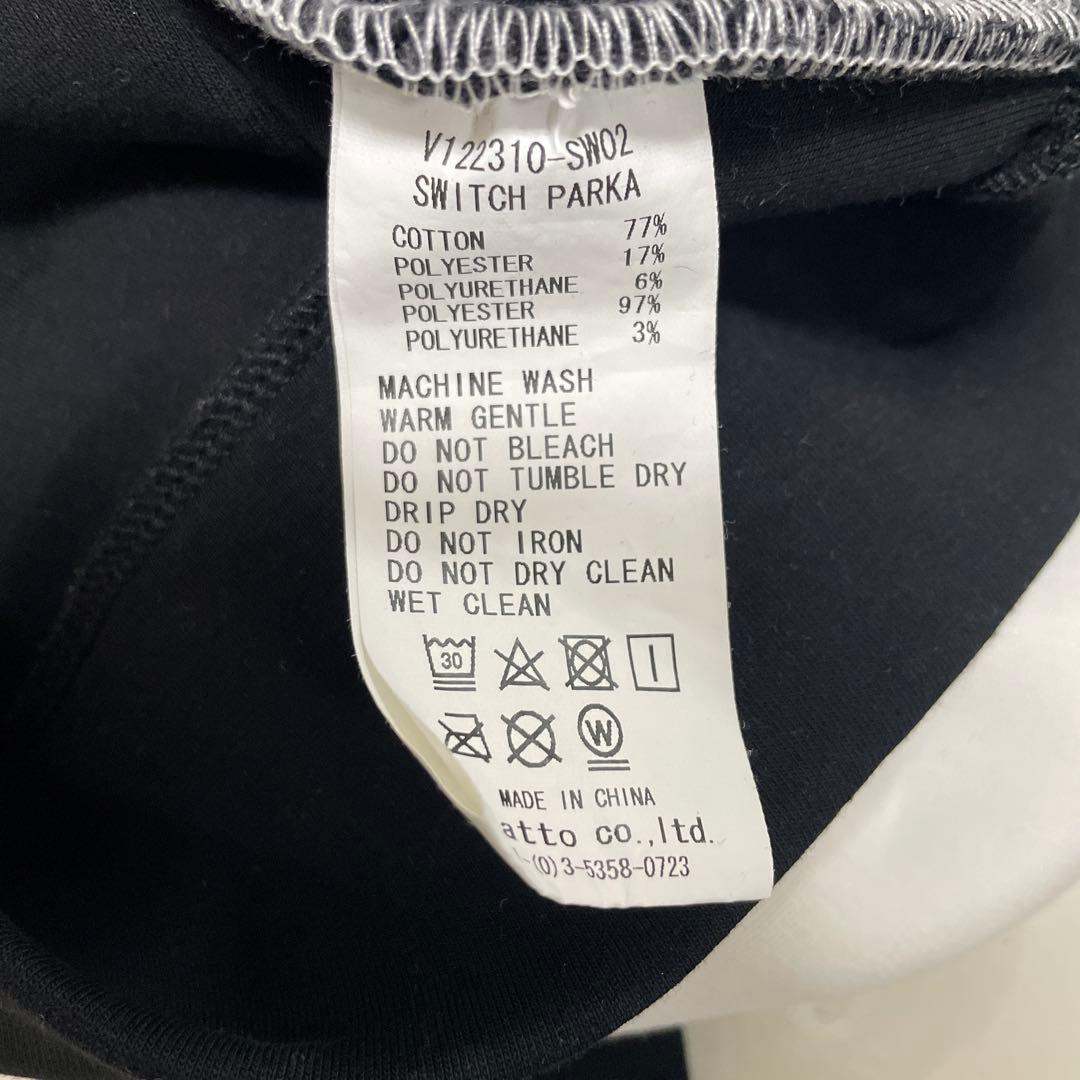 V122310-SW02
SWITCH PARKA
COTTON 77%
POLYESTER 17%
POLYURETHANE 6%
POLYESTER 97%
POLYURETHANE 3%
MACHINE WASH
WARM GENTLE
DO NOT BLEACH
DO NOT TUMBLE DRY
DRIP DRY
DO NOT IRON
DO NOT DRY CLEAN
WET CLEAN
30
W
MADE IN CHINA
atto co.,ltd.
(0)3-5358-0723